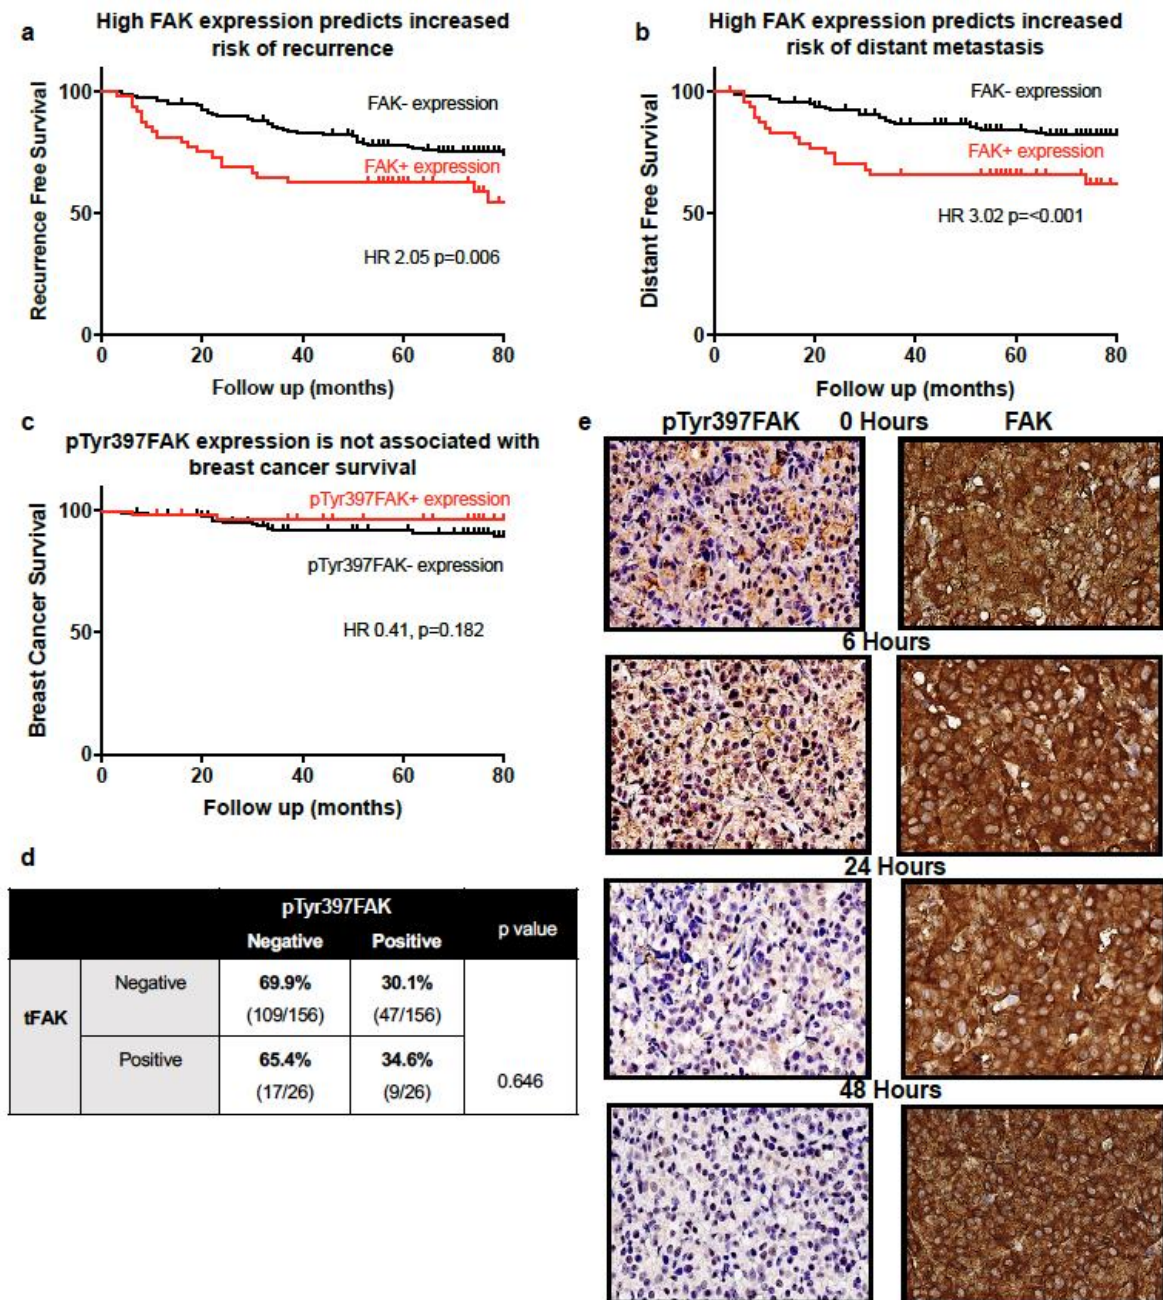 a
High FAK expression predicts increased
risk of recurrence
Recurrence Free Survival
100
50
0
FAK- expression
FAK+ expression
HR 2.05 p=0.006
0 20 40 60 80
Follow up (months)
b
High FAK expression predicts increased
risk of distant metastasis
Distant Free Survival
100
50
0
FAK- expression
FAK+ expression
HR 3.02 p=<0.001
0 20 40 60 80
Follow up (months)
c
pTyr397FAK expression is not associated with
breast cancer survival
Breast Cancer Survival
100
50
0
pTyr397FAK+ expression
pTyr397FAK- expression
HR 0.41, p=0.182
0 20 40 60 80
Follow up (months)
d
pTyr397FAK
p value
Negative Positive
tFAK
Negative 69.9% 30.1%
(109/156) (47/156)
Positive 65.4% 34.6%
(17/26) (9/26)
0.646
e
pTyr397FAK 0 Hours FAK
6 Hours
24 Hours
48 Hours